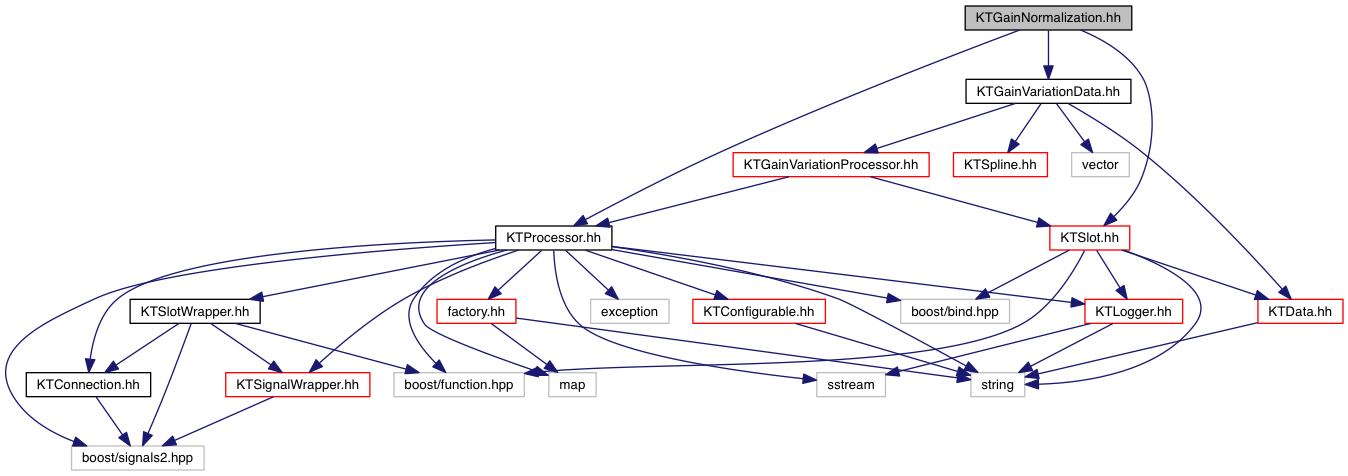 KTGainNormalization.hh
KTGainVariationData.hh
KTGainVariationProcessor.hh
KTSpline.hh
vector
KTProcessor.hh
KTSlot.hh
KTSlotWrapper.hh
factory.hh
exception
KTConfigurable.hh
boost/bind.hpp
KTLogger.hh
KTData.hh
KTConnection.hh
KTSignalWrapper.hh
boost/function.hpp
map
sstream
string
boost/signals2.hpp